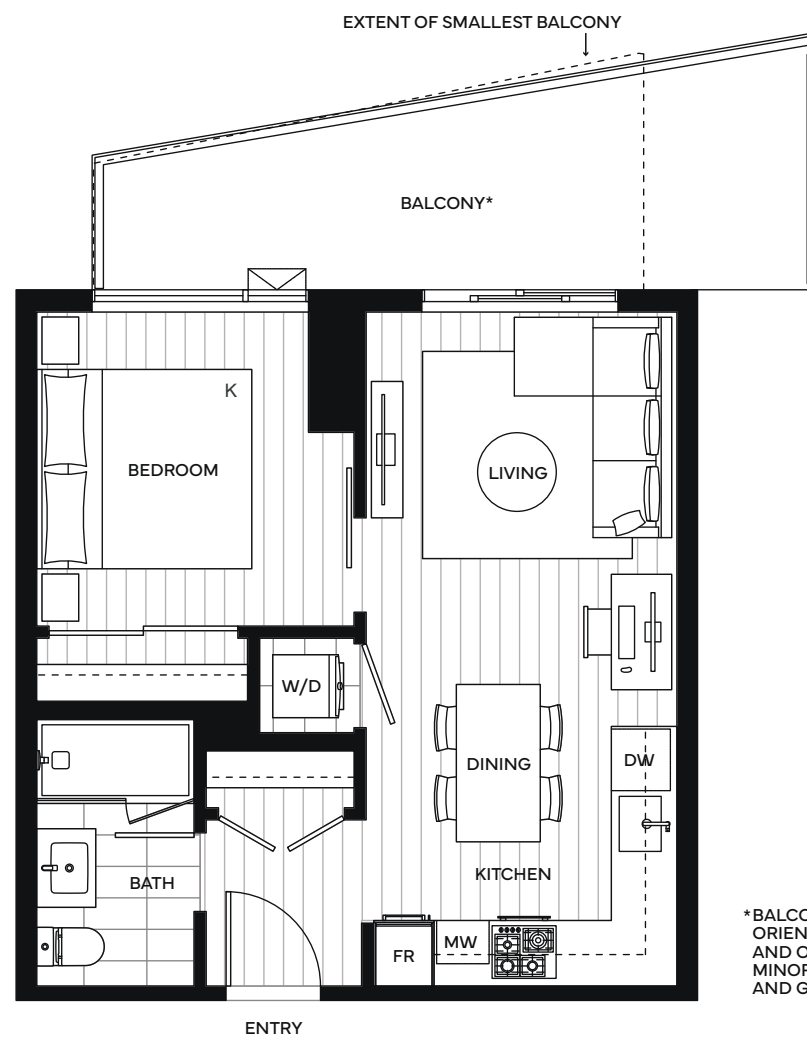 EXTENT OF SMALLEST BALCONY
BALCONY*
K
BEDROOM
LIVING
W/D
DINING
DW
KITCHEN
BATH
MW
FR
ENTRY
*BALCO
ORIEN
AND O
MINOR
AND G